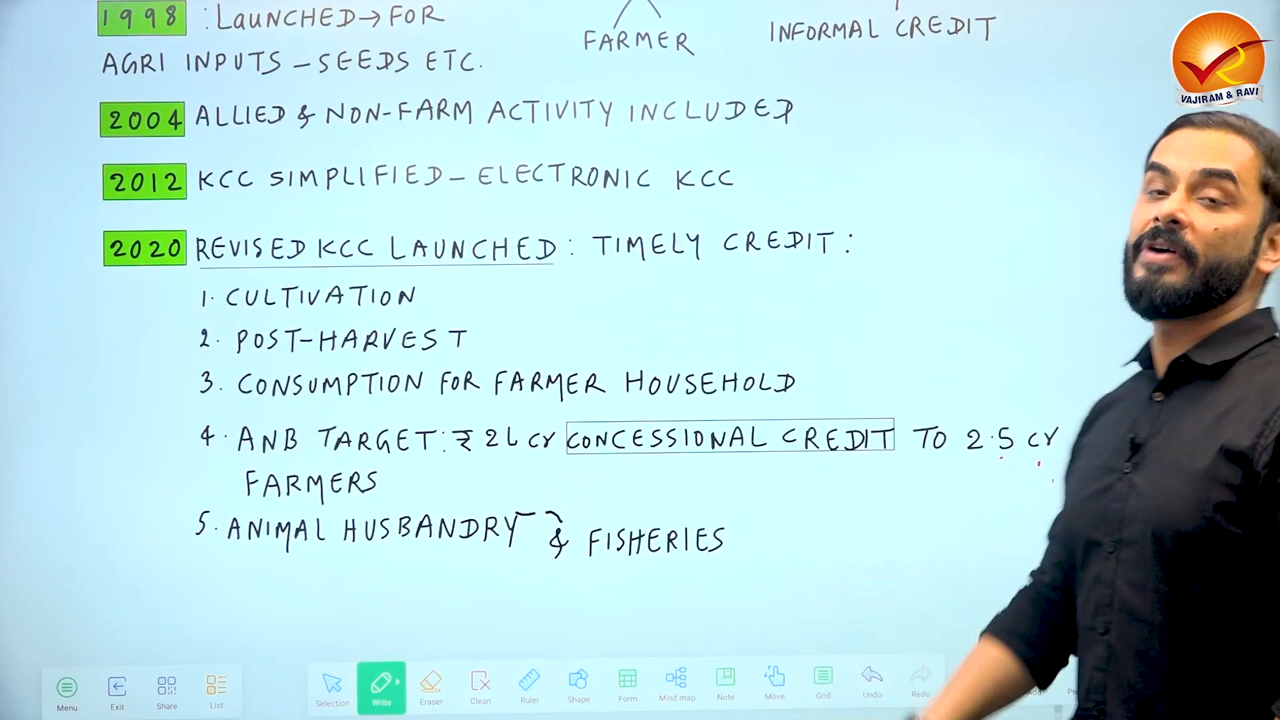 1998 : LAUNCHED → FOR
FARMER
INFORMAL CREDIT
AGRI INPUTS - SEEDS ETC.
2004 ALLIED & NON-FARM ACTIVITY INCLUDED
2012 KCC SIMPLIFIED - ELECTRONIC KCC
2020 REVISED KCC LAUNCHED : TIMELY CREDIT :
1. CULTIVATION
2. POST-HARVEST
3. CONSUMPTION FOR FARMER HOUSEHOLD
4. ANB TARGET : ₹ 2L cr CONCESSIONAL CREDIT TO 2.5 cr
FARMERS
5. ANIMAL HUSBANDRY & FISHERIES
VAJIRAM & RAVI
Menu Exit Share List Selection Write Eraser Clean Ruler Shape Form Mind map Note Move Grid Undo Redo